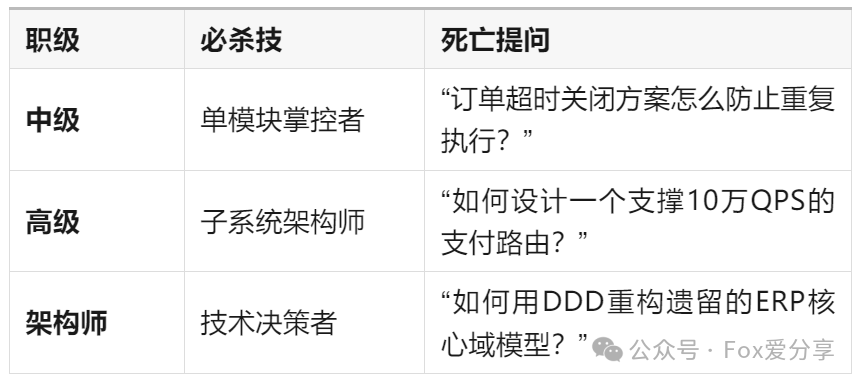 职级 必杀技 死亡提问
中级 单模块掌控者 “订单超时关闭方案怎么防止重复
执行？”
高级 子系统架构师 “如何设计一个支撑10万QPS的
支付路由？”
架构师 技术决策者 “如何用DDD重构遗留的ERP核
心域模型？”
公众号 · Fox爱分享